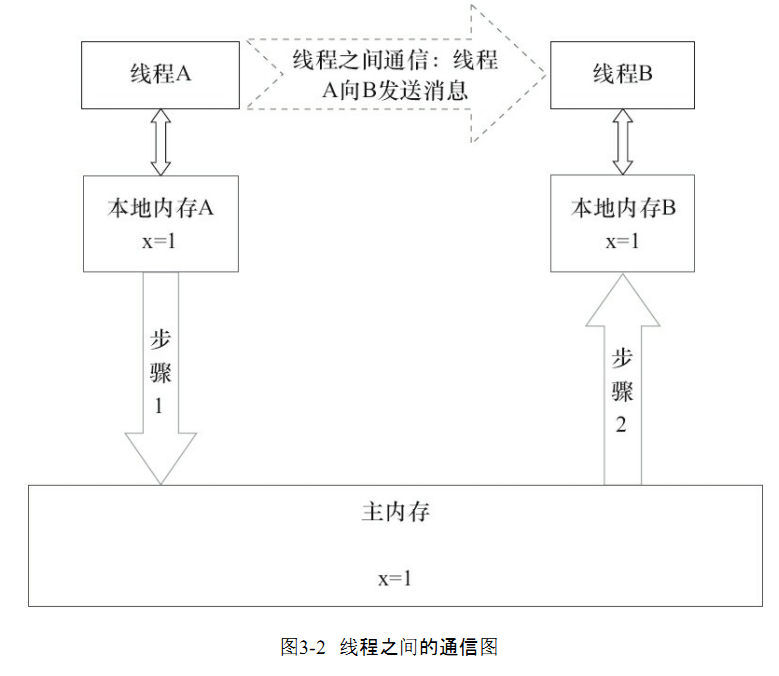 线程A
线程之间通信：线程
A向B发送消息
线程B
本地内存A
x=1
本地内存B
x=1
步
骤
1
步
骤
2
主内存
x=1
图3-2 线程之间的通信图